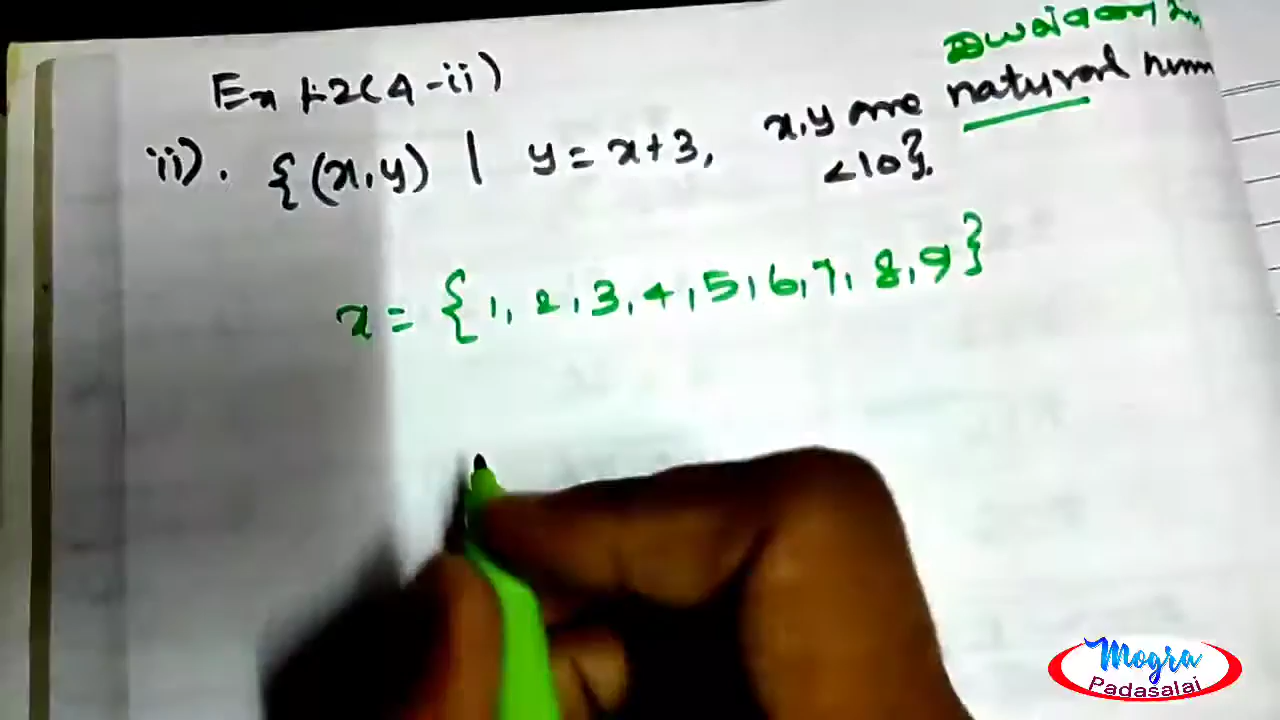 Ex 1.2(4-ii)
ii). {(x,y) | y=x+3, x,y are natural num
<10}.
x = {1, 2, 3, 4, 5, 6, 7, 8, 9}
Mogra
Padasalai